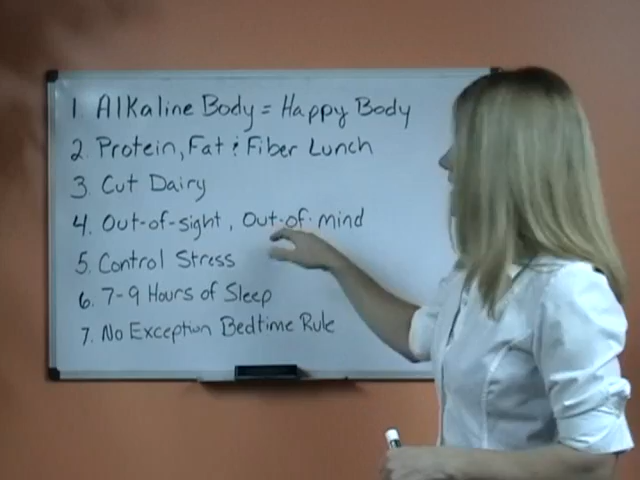 1. Alkaline Body = Happy Body
2. Protein, Fat & Fiber Lunch
3. Cut Dairy
4. Out-of-sight, Out-of-mind
5. Control Stress
6. 7-9 Hours of Sleep
7. No Exception Bedtime Rule